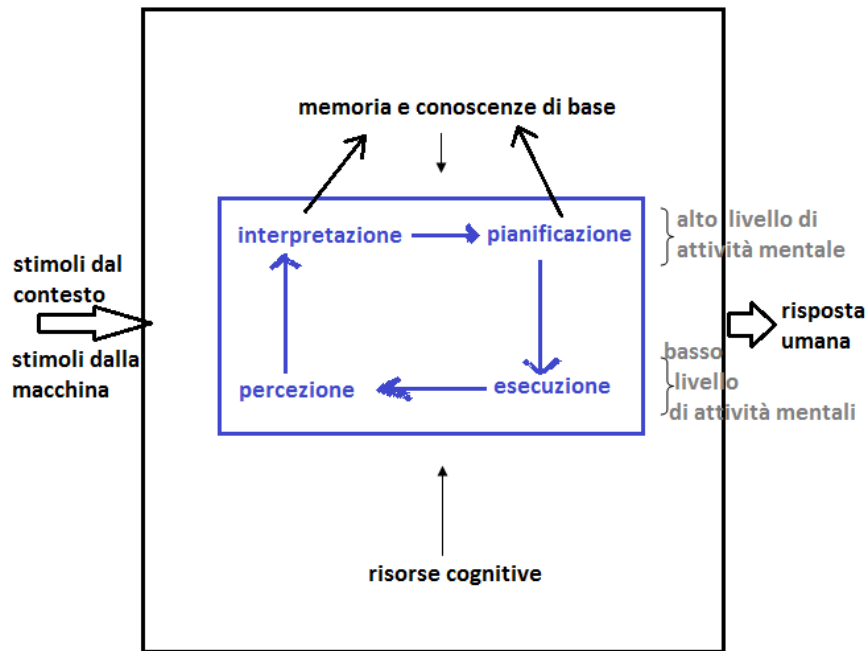 memoria e conoscenze di base
interpretazione
pianificazione
alto livello di
attività mentale
stimoli dal
contesto
stimoli dalla
macchina
risposta
umana
percezione
esecuzione
basso
livello
di attività mentali
risorse cognitive